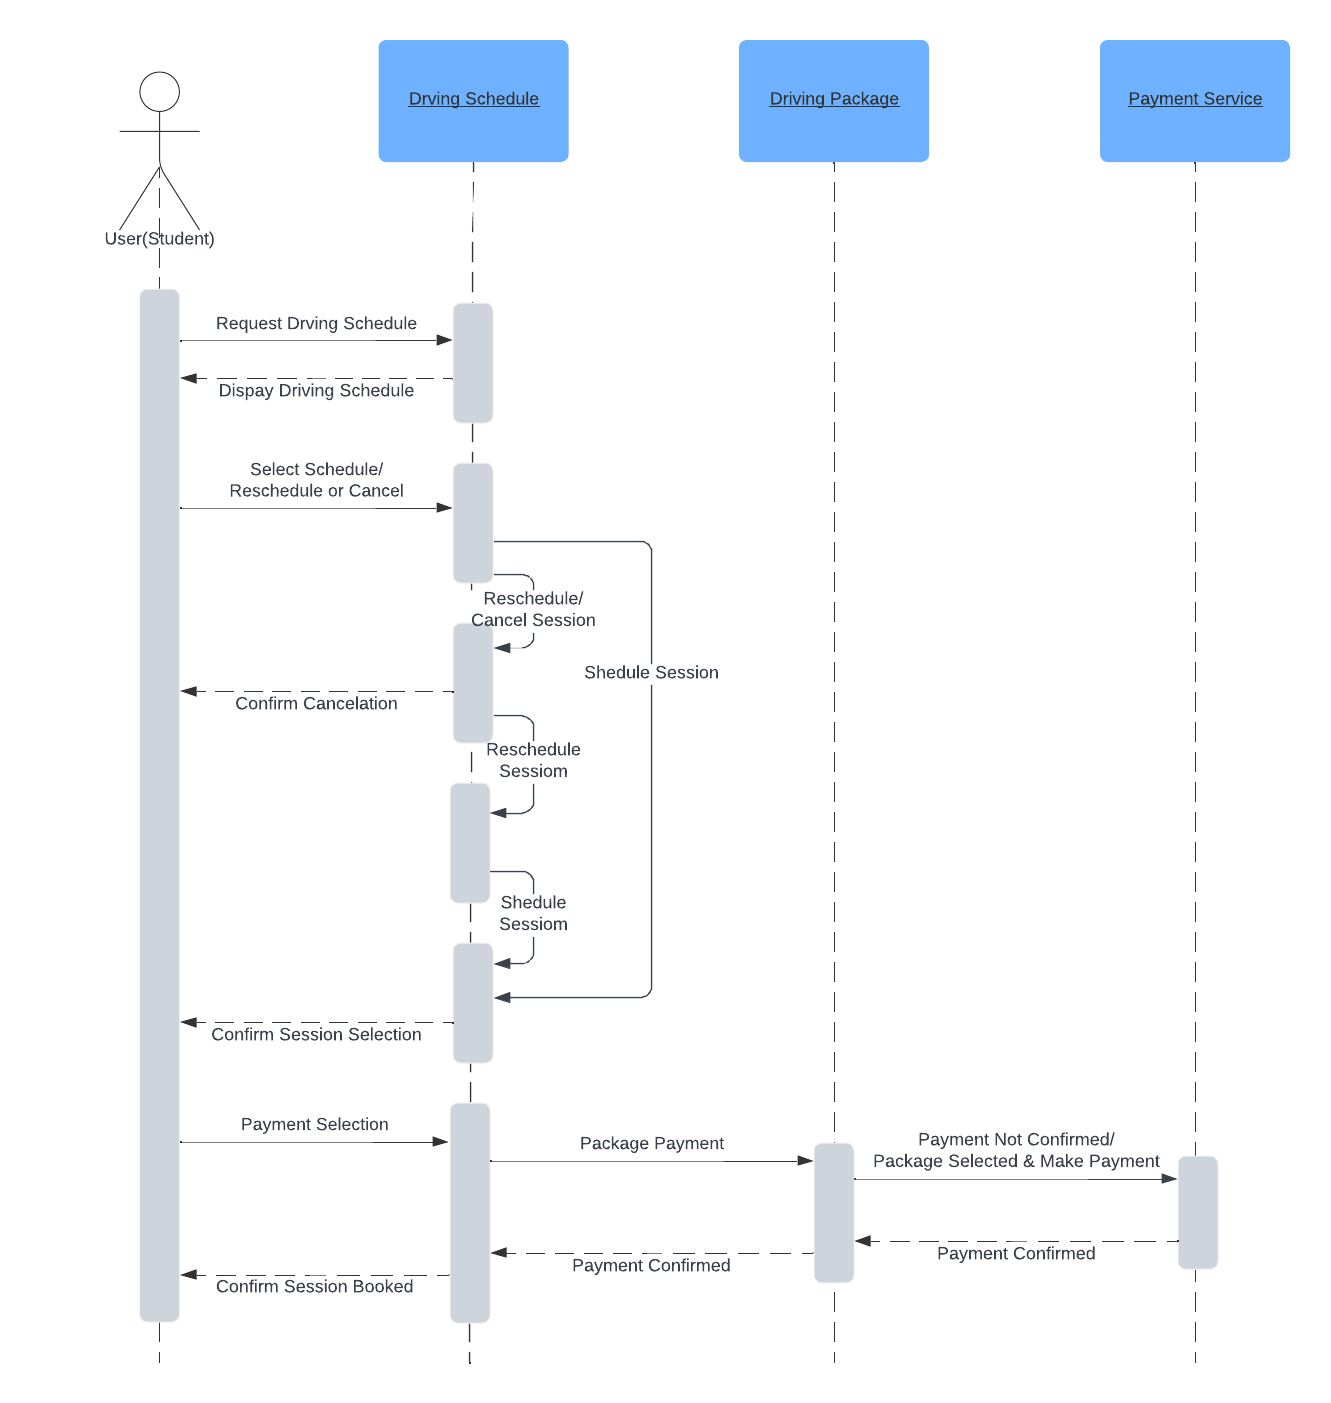 Drving Schedule
Driving Package
Payment Service
User(Student)
Request Drving Schedule
Dispay Driving Schedule
Select Schedule/
Reschedule or Cancel
Reschedule/
Cancel Session
Shedule Session
Confirm Cancelation
Reschedule
Sessiom
Shedule
Sessiom
Confirm Session Selection
Payment Selection
Package Payment
Payment Not Confirmed/
Package Selected & Make Payment
Payment Confirmed
Payment Confirmed
Confirm Session Booked